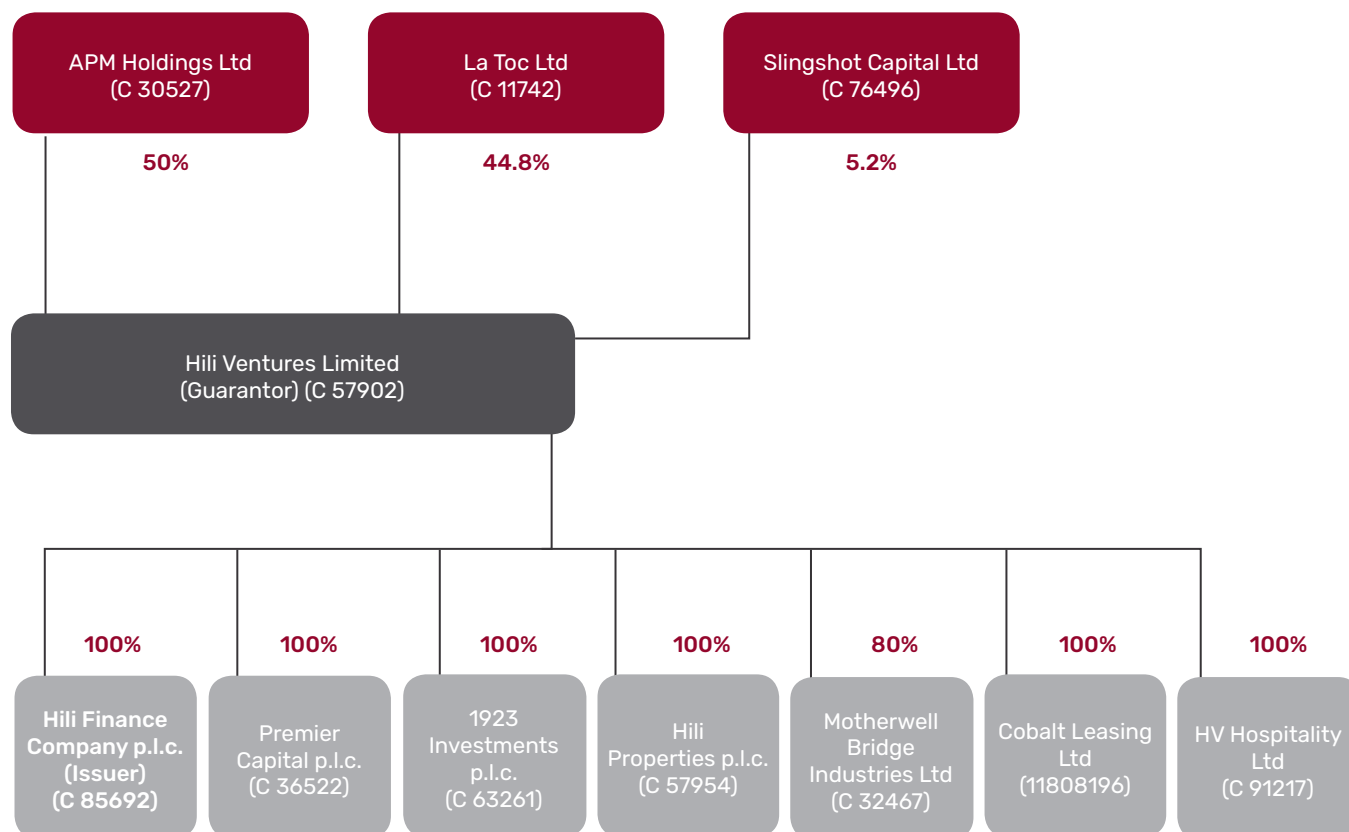 APM Holdings Ltd
(C 30527)
La Toc Ltd
(C 11742)
Slingshot Capital Ltd
(C 76496)
50%
44.8%
5.2%
Hili Ventures Limited
(Guarantor) (C 57902)
100%
100%
100%
100%
80%
100%
100%
Hili Finance
Company p.l.c.
(Issuer)
(C 85692)
Premier
Capital p.l.c.
(C 36522)
1923
Investments
p.l.c.
(C 63261)
Hili
Properties p.l.c.
(C 57954)
Motherwell
Bridge
Industries Ltd
(C 32467)
Cobalt Leasing
Ltd
(11808196)
HV Hospitality
Ltd
(C 91217)